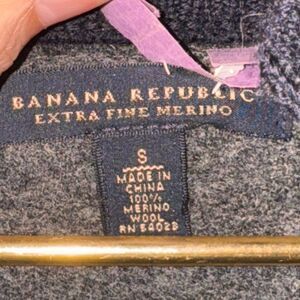 BANANA REPUBLIC
EXTRA FINE MERINO
S
MADE IN
CHINA
100%
MERINO
WOOL
RN 54023